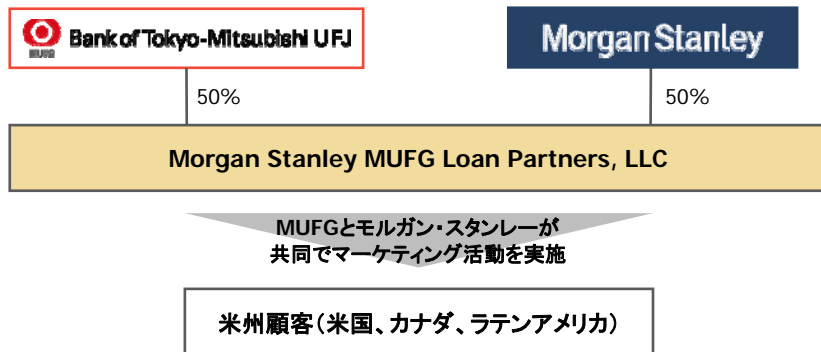 MUFG
Bank of Tokyo-Mitsubishi UFJ
Morgan Stanley
50%
50%
Morgan Stanley MUFG Loan Partners, LLC
MUFGとモルガン・スタンレーが
共同でマーケティング活動を実施
米州顧客(米国、カナダ、ラテンアメリカ)